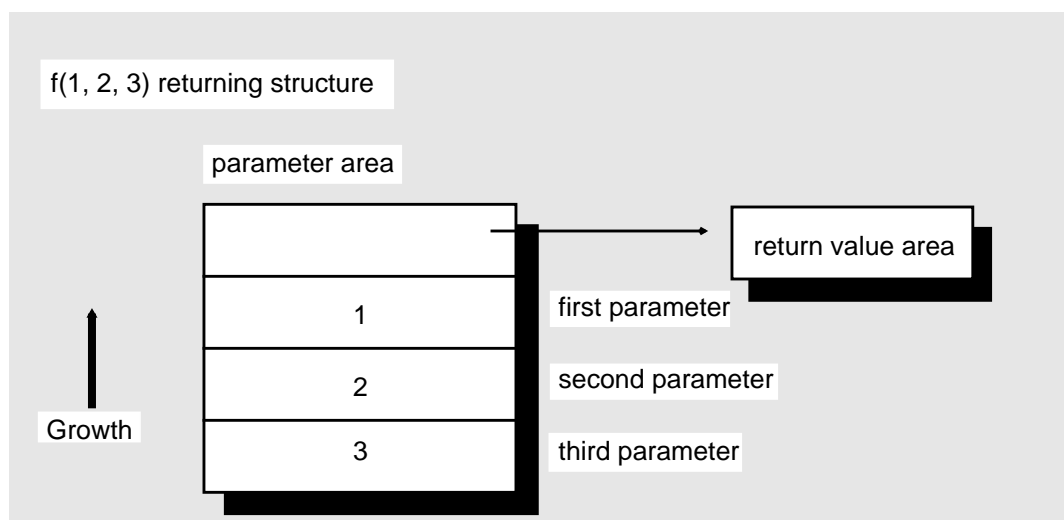 f(1, 2, 3) returning structure
parameter area
return value area
1
first parameter
2
second parameter
Growth
3
third parameter